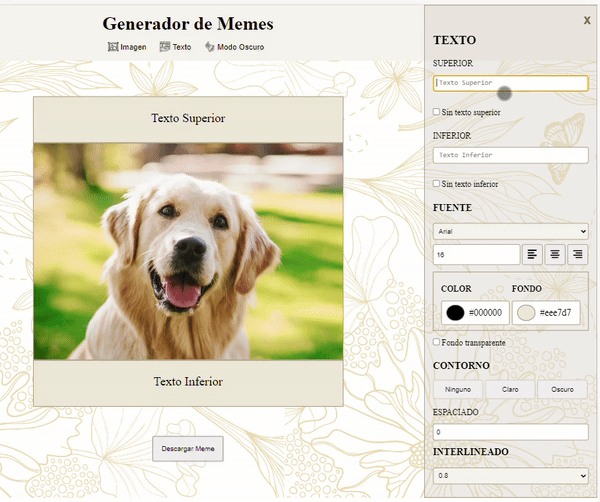 Generador de Memes
Imagen Texto Modo Oscuro
Texto Superior
Texto Inferior
Descargar Meme
x
TEXTO
SUPERIOR
Texto Superior
Sin texto superior
INFERIOR
Texto Inferior
Sin texto inferior
FUENTE
Arial
16
COLOR FONDO
#000000 #eee7d7
Fondo transparente
CONTORNO
Ninguno Claro Oscuro
ESPACIADO
0
INTERLINEADO
0.8